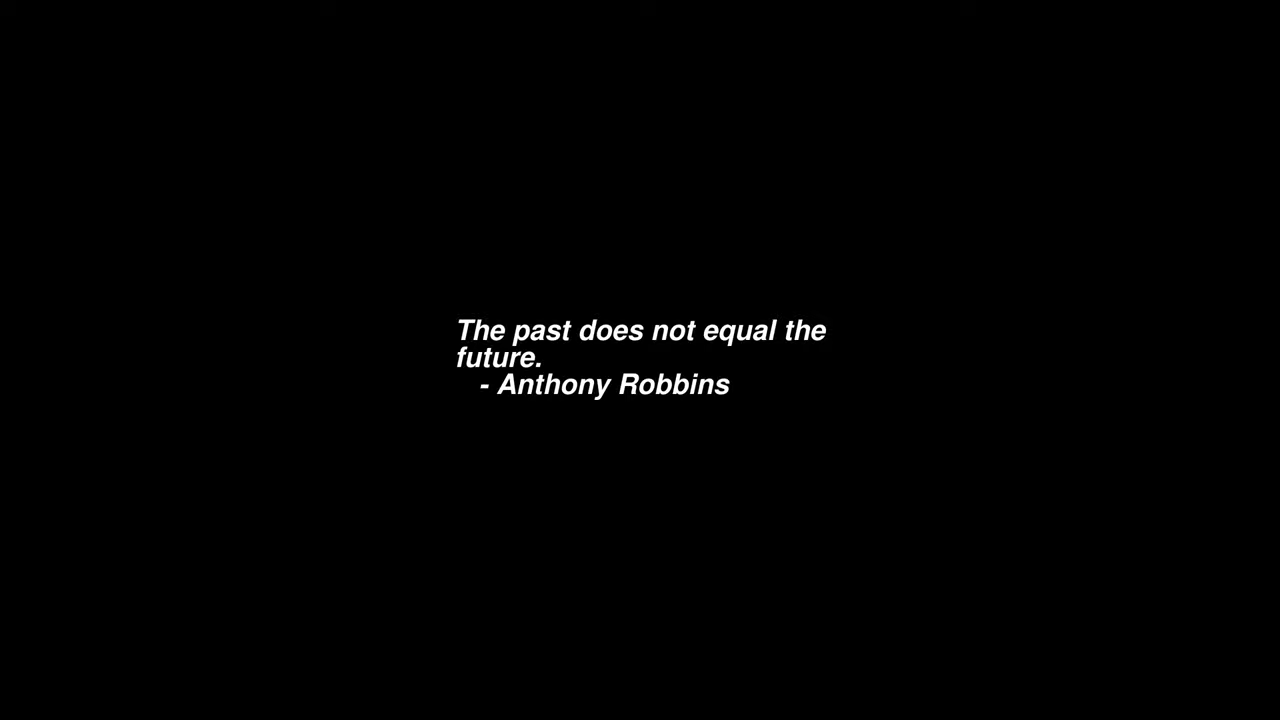 The past does not equal the
future.
- Anthony Robbins